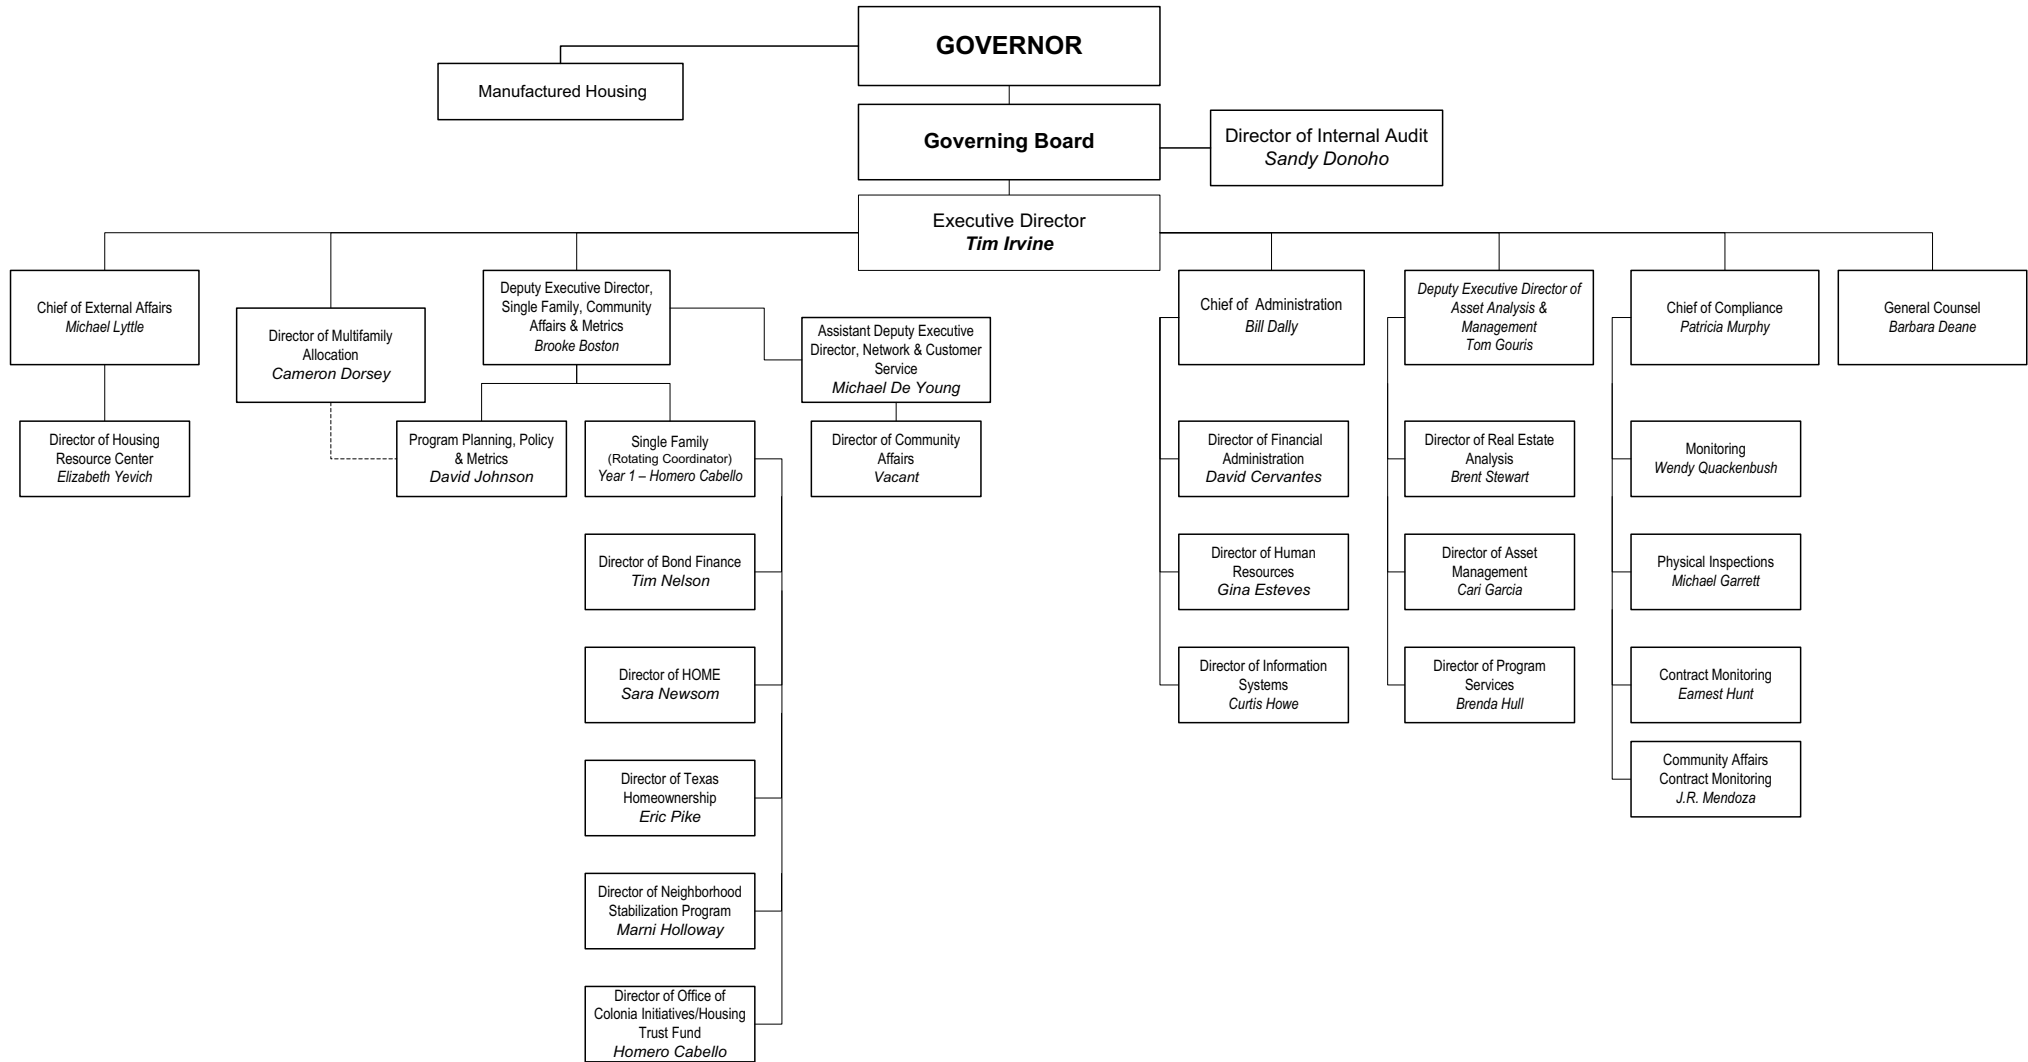 GOVERNOR
Manufactured Housing
Governing Board
Director of Internal Audit
Sandy Donoho
Executive Director
Tim Irvine
Chief of External Affairs
Michael Lyttle
Director of Multifamily
Allocation
Cameron Dorsey
Deputy Executive Director,
Single Family, Community
Affairs & Metrics
Brooke Boston
Assistant Deputy Executive
Director, Network & Customer
Service
Michael De Young
Chief of Administration
Bill Dally
Deputy Executive Director of
Asset Analysis &
Management
Tom Gouris
Chief of Compliance
Patricia Murphy
General Counsel
Barbara Deane
Director of Housing
Resource Center
Elizabeth Yevich
Program Planning, Policy
& Metrics
David Johnson
Single Family
(Rotating Coordinator)
Year 1 – Homero Cabello
Director of Community
Affairs
Vacant
Director of Financial
Administration
David Cervantes
Director of Real Estate
Analysis
Brent Stewart
Monitoring
Wendy Quackenbush
Director of Bond Finance
Tim Nelson
Director of Human
Resources
Gina Esteves
Director of Asset
Management
Cari Garcia
Physical Inspections
Michael Garrett
Director of HOME
Sara Newsom
Director of Information
Systems
Curtis Howe
Director of Program
Services
Brenda Hull
Contract Monitoring
Earnest Hunt
Director of Texas
Homeownership
Eric Pike
Community Affairs
Contract Monitoring
J.R. Mendoza
Director of Neighborhood
Stabilization Program
Marni Holloway
Director of Office of
Colonia Initiatives/Housing
Trust Fund
Homero Cabello